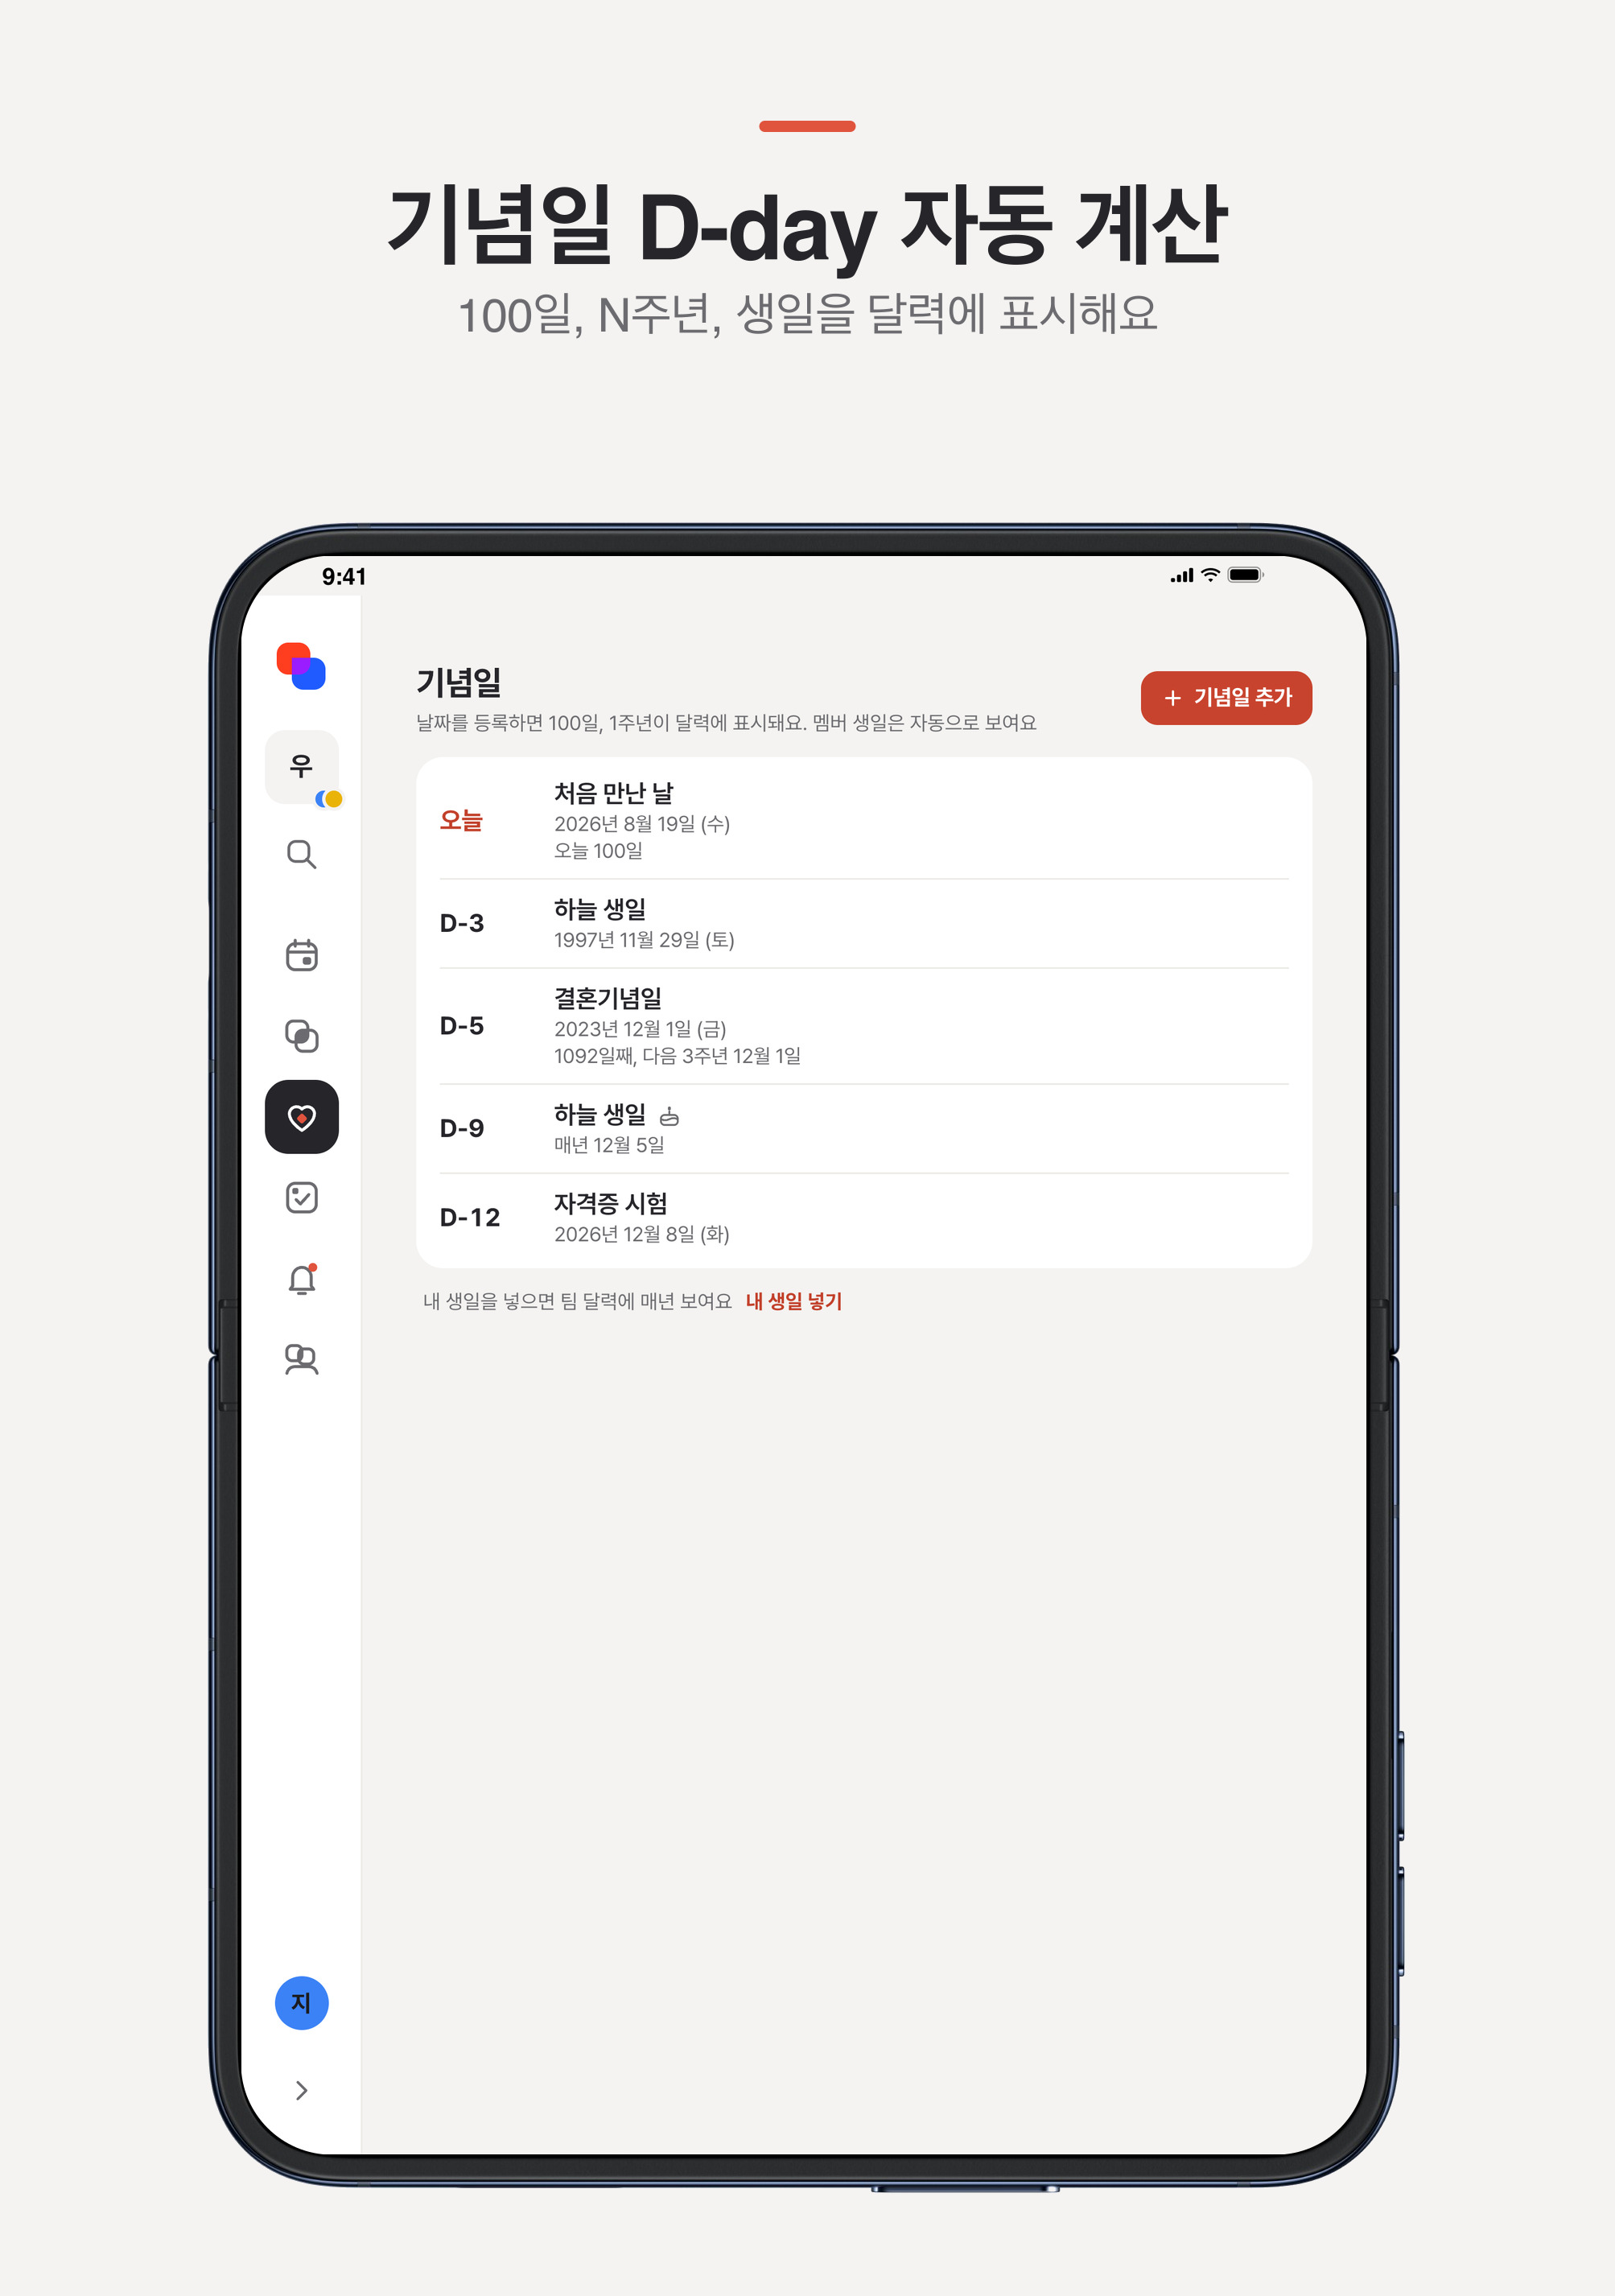 기념일 D-day 자동 계산
100일, N주년, 생일을 달력에 표시해요
9:41
우
기념일
날짜를 등록하면 100일, 1주년이 달력에 표시돼요. 멤버 생일은 자동으로 보여요
+ 기념일 추가
오늘
처음 만난 날
2026년 8월 19일 (수)
오늘 100일
D-3
하늘 생일
1997년 11월 29일 (토)
D-5
결혼기념일
2023년 12월 1일 (금)
1092일째, 다음 3주년 12월 1일
D-9
하늘 생일
매년 12월 5일
D-12
자격증 시험
2026년 12월 8일 (화)
내 생일을 넣으면 팀 달력에 매년 보여요 내 생일 넣기
지